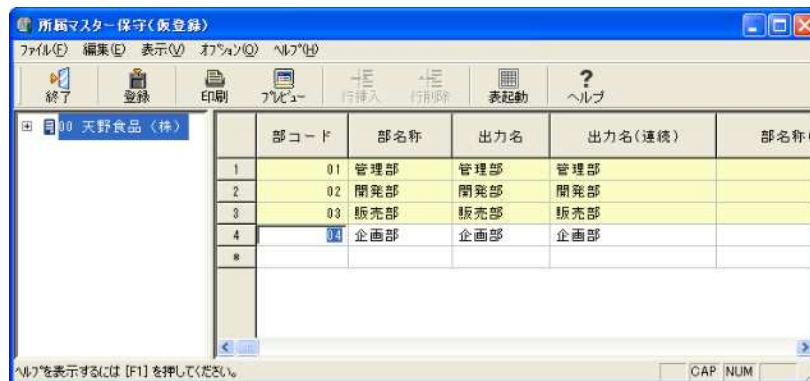 所属マスター保守(仮登録)
ファイル(F) 編集(E) 表示(V) オプション(O) ヘルプ(H)
終了 登録 印刷 プレビュー 行挿入 行削除 表起動 ヘルプ
00 天野食品(株)
部コード 部名称 出力名 出力名(連続) 部名称(
1 01 管理部 管理部 管理部
2 02 開発部 開発部 開発部
3 03 販売部 販売部 販売部
4 04 企画部 企画部 企画部
*
ヘルプを表示するには [F1] を押してください。 CAP NUM